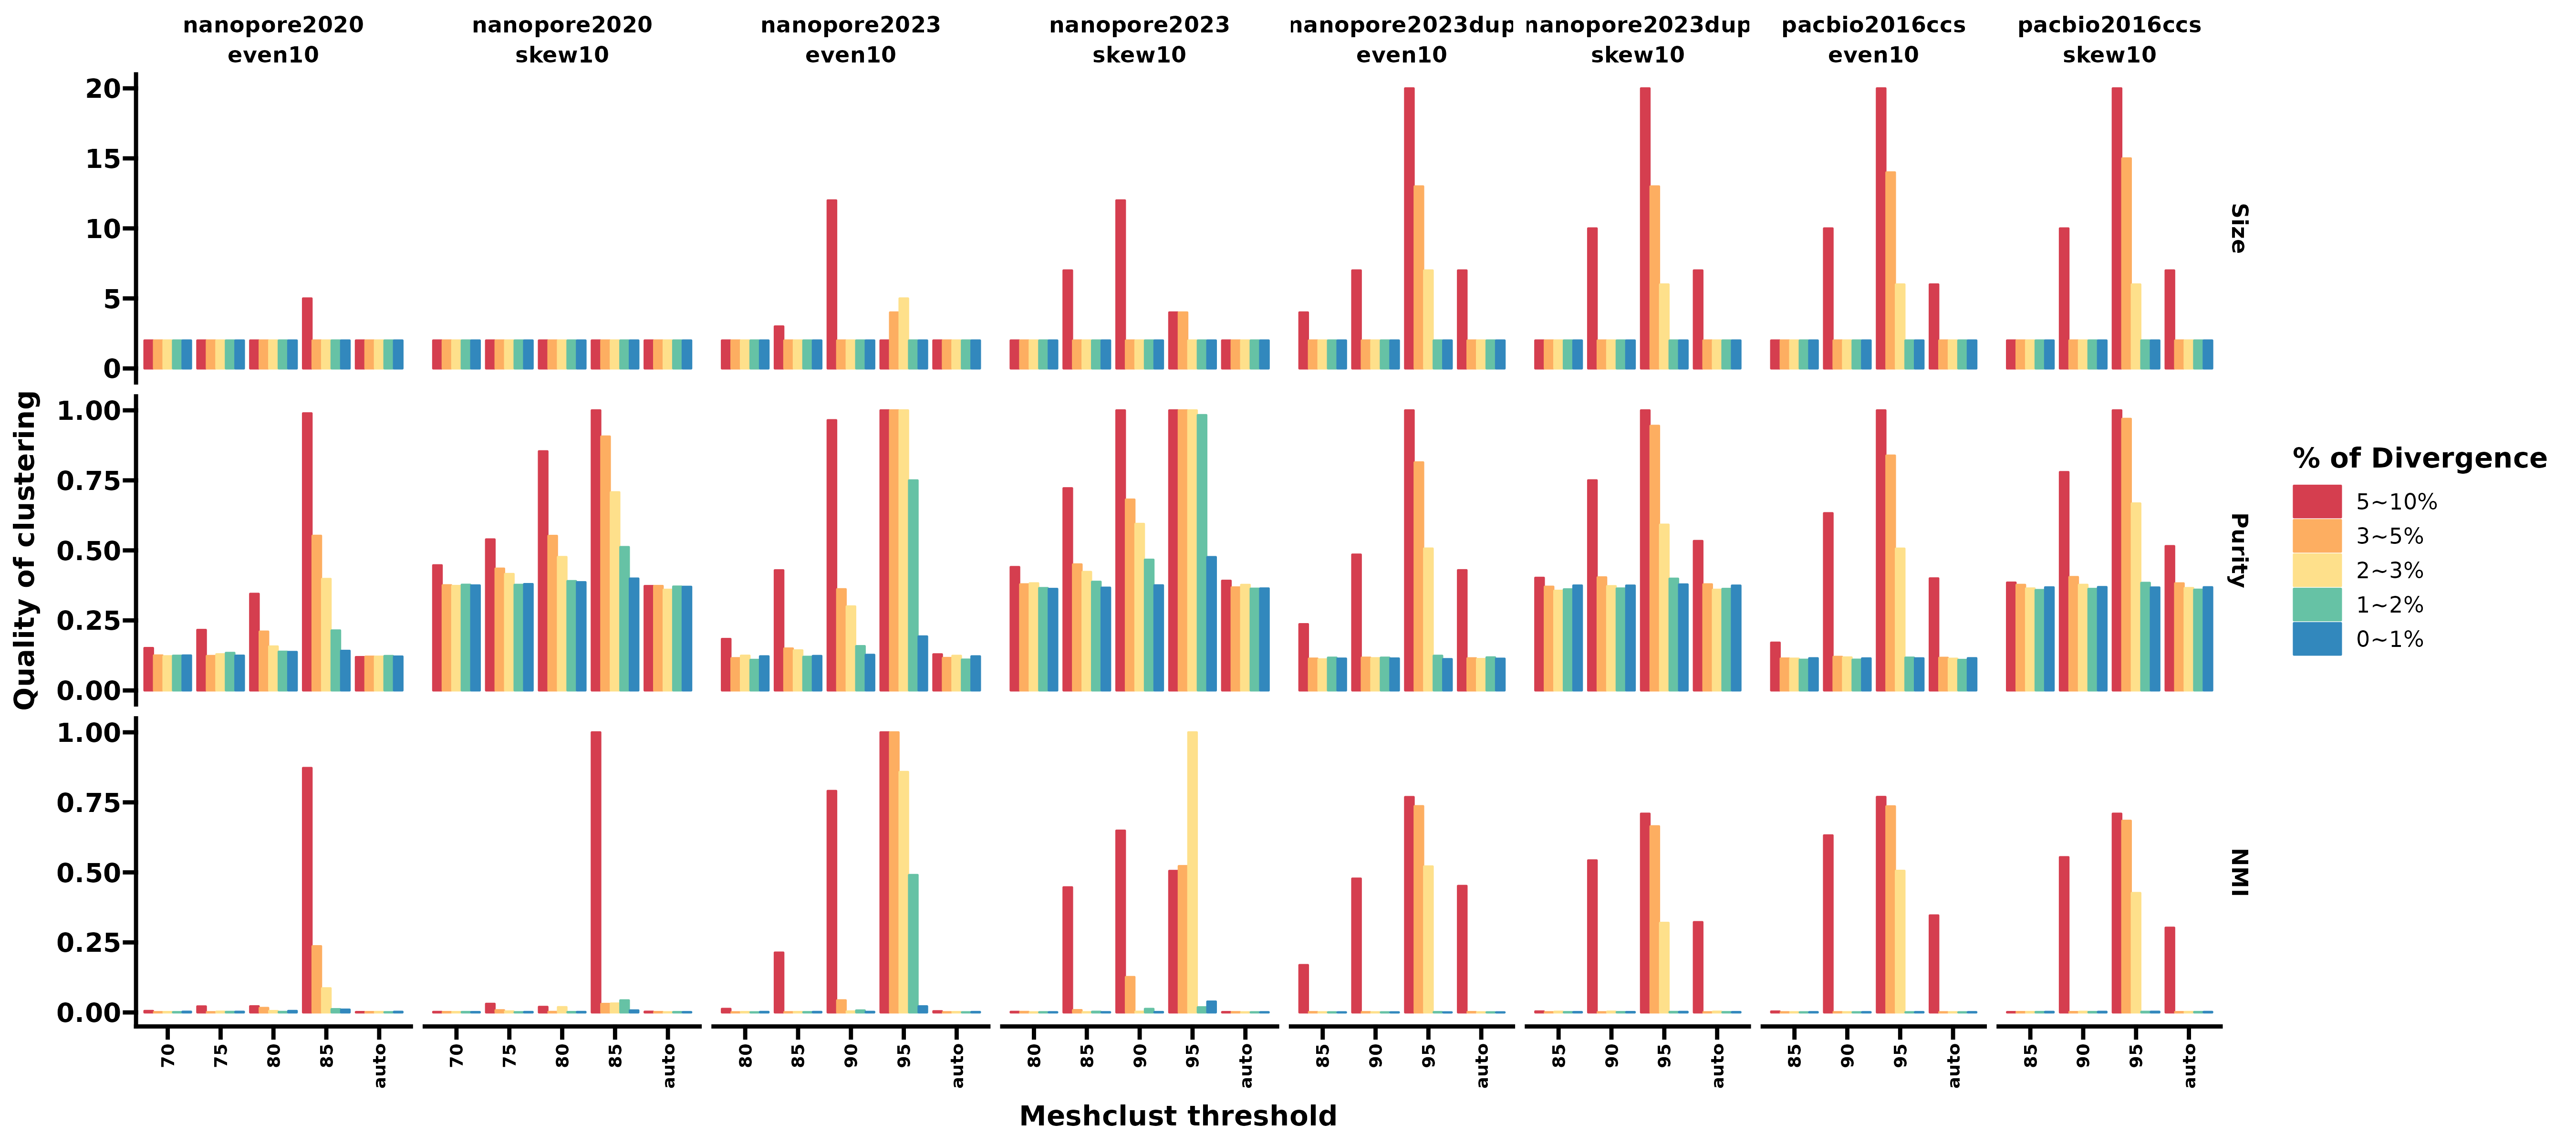 nanopore2020 nanopore2020 nanopore2023 nanopore2023 nanopore2023dup nanopore2023dup pacbio2016ccs pacbio2016ccs
even10 skew10 even10 skew10 even10 skew10 even10 skew10
20
15
10
5
0
Size
Quality of clustering
1.00
0.75
0.50
0.25
0.00
Purity
1.00
0.75
0.50
0.25
0.00
NMI
70 75 80 85 auto 70 75 80 85 auto 80 85 90 95 auto 80 85 90 95 auto 85 90 95 auto 85 90 95 auto 85 90 95 auto 85 90 95 auto
Meshclust threshold
% of Divergence
5~10%
3~5%
2~3%
1~2%
0~1%